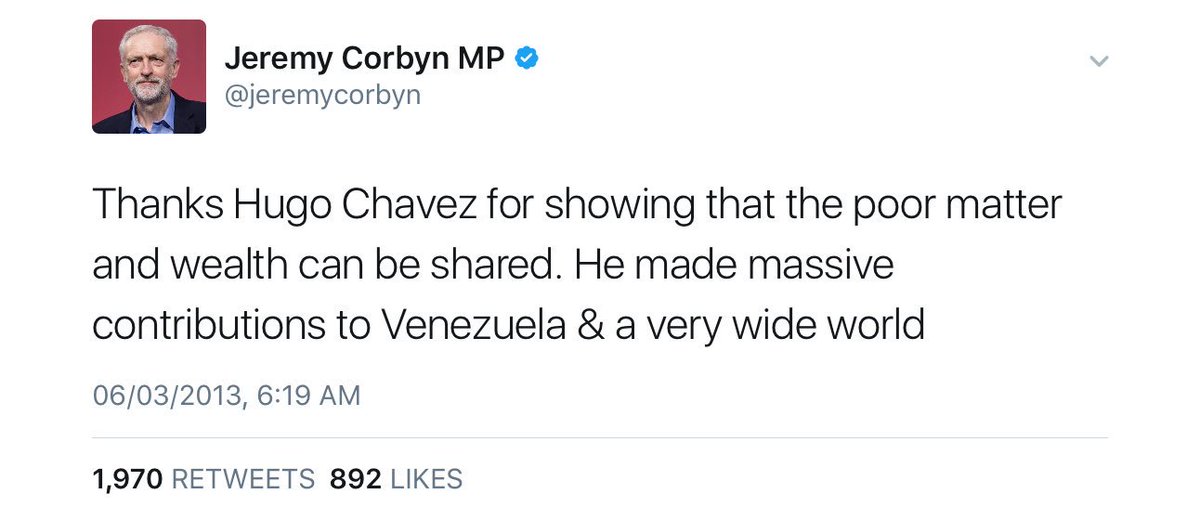 Jeremy Corbyn MP
@jeremycorbyn
Thanks Hugo Chavez for showing that the poor matter
and wealth can be shared. He made massive
contributions to Venezuela & a very wide world
06/03/2013, 6:19 AM
1,970 RETWEETS 892 LIKES